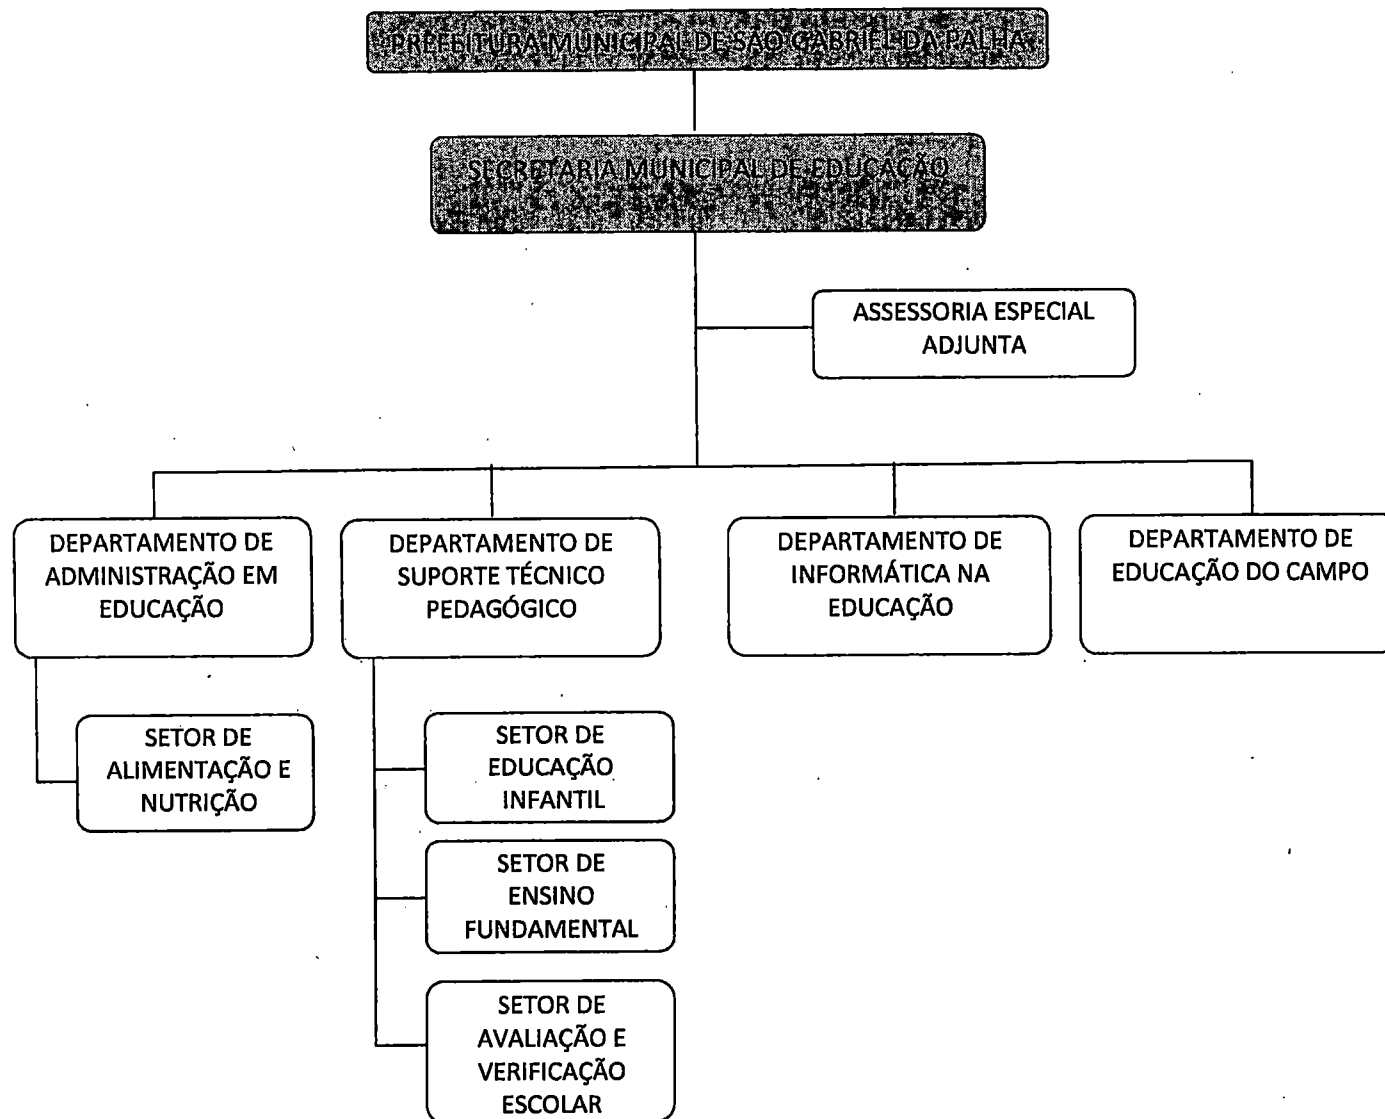 PREFEITURA MUNICIPAL DE SÃO GABRIEL DA PALHA
SECRETARIA MUNICIPAL DE EDUCAÇÃO
ASSESSORIA ESPECIAL
ADJUNTA
DEPARTAMENTO DE
ADMINISTRAÇÃO EM
EDUCAÇÃO
DEPARTAMENTO DE
SUPORTE TÉCNICO
PEDAGÓGICO
DEPARTAMENTO DE
INFORMÁTICA NA
EDUCAÇÃO
DEPARTAMENTO DE
EDUCAÇÃO DO CAMPO
SETOR DE
ALIMENTAÇÃO E
NUTRIÇÃO
SETOR DE
EDUCAÇÃO
INFANTIL
SETOR DE
ENSINO
FUNDAMENTAL
SETOR DE
AVALIAÇÃO E
VERIFICAÇÃO
ESCOLAR